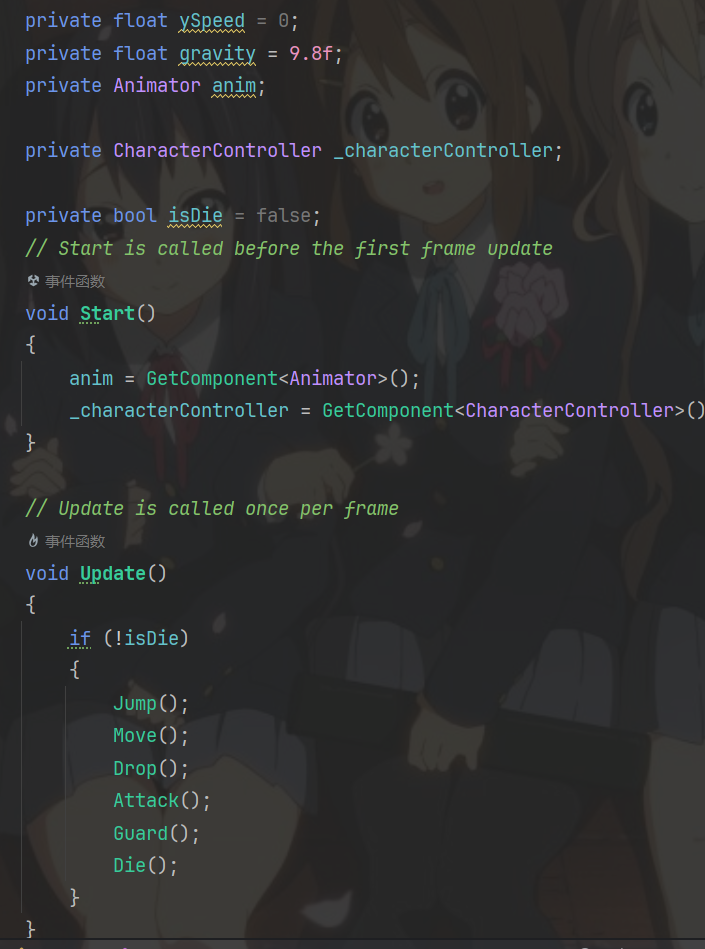 private float ySpeed = 0;
private float gravity = 9.8f;
private Animator anim;
private CharacterController _characterController;
private bool isDie = false;
// Start is called before the first frame update
事件函数
void Start()
{
anim = GetComponent<Animator>();
_characterController = GetComponent<CharacterController>()
}
// Update is called once per frame
事件函数
void Update()
{
if (!isDie)
{
Jump();
Move();
Drop();
Attack();
Guard();
Die();
}
}